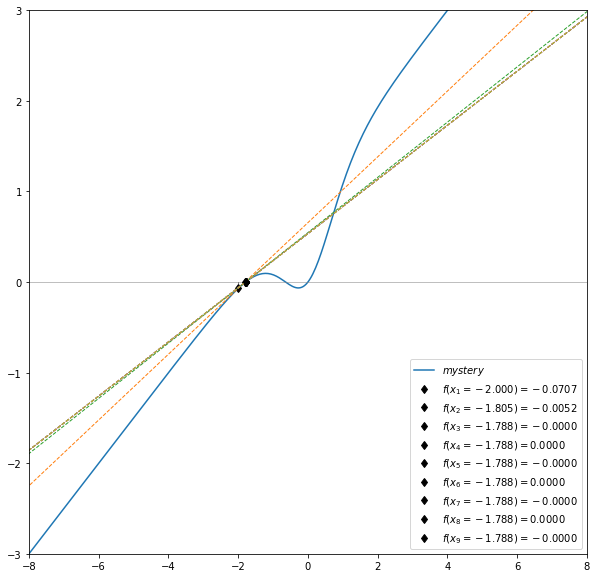 3
2
1
0
−1
−2
−3
−8
−6
−4
−2
0
2
4
6
8
mystery
f(x₁ = −2.000) = −0.0707
f(x₂ = −1.805) = −0.0052
f(x₃ = −1.788) = −0.0000
f(x₄ = −1.788) = 0.0000
f(x₅ = −1.788) = −0.0000
f(x₆ = −1.788) = 0.0000
f(x₇ = −1.788) = −0.0000
f(x₈ = −1.788) = 0.0000
f(x₉ = −1.788) = −0.0000